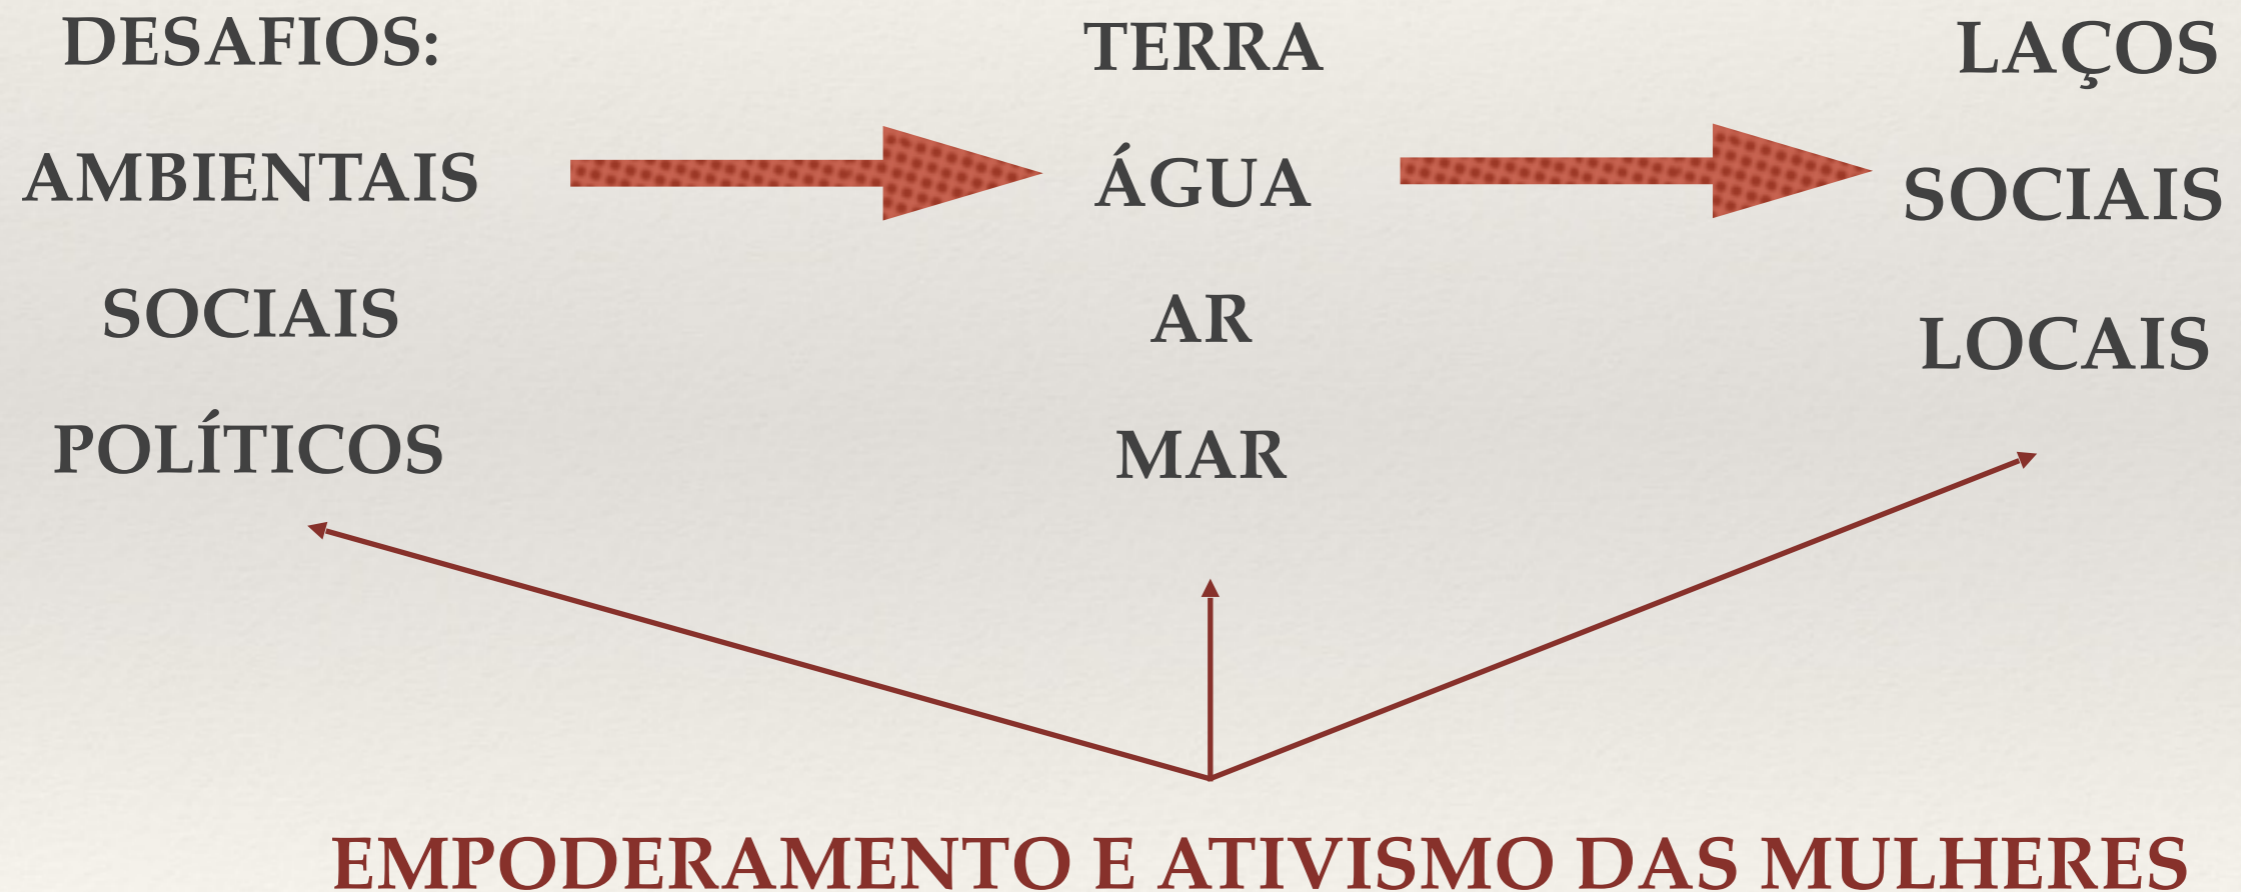 DESAFIOS:
AMBIENTAIS
SOCIAIS
POLÍTICOS
TERRA
ÁGUA
AR
MAR
LAÇOS
SOCIAIS
LOCAIS
EMPODERAMENTO E ATIVISMO DAS MULHERES